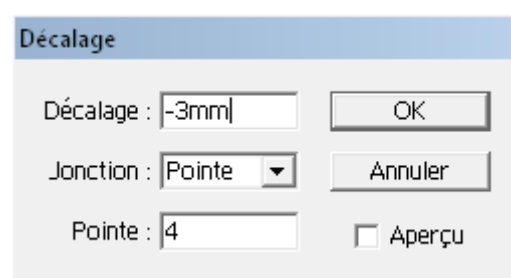 Décalage
Décalage : -3mm OK
Jonction : Pointe Annuler
Pointe : 4 Aperçu